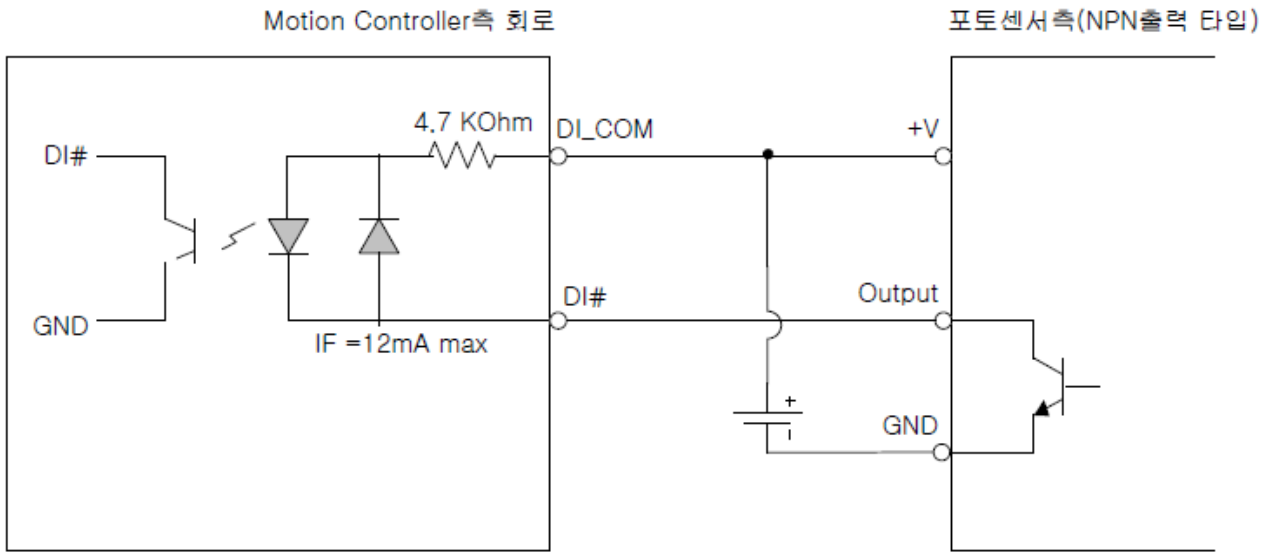 Motion Controller측 회로
포토센서측(NPN출력 타입)
4.7 KOhm
DI_COM
+V
DI#
DI#
Output
GND
IF =12mA max
+
-
GND